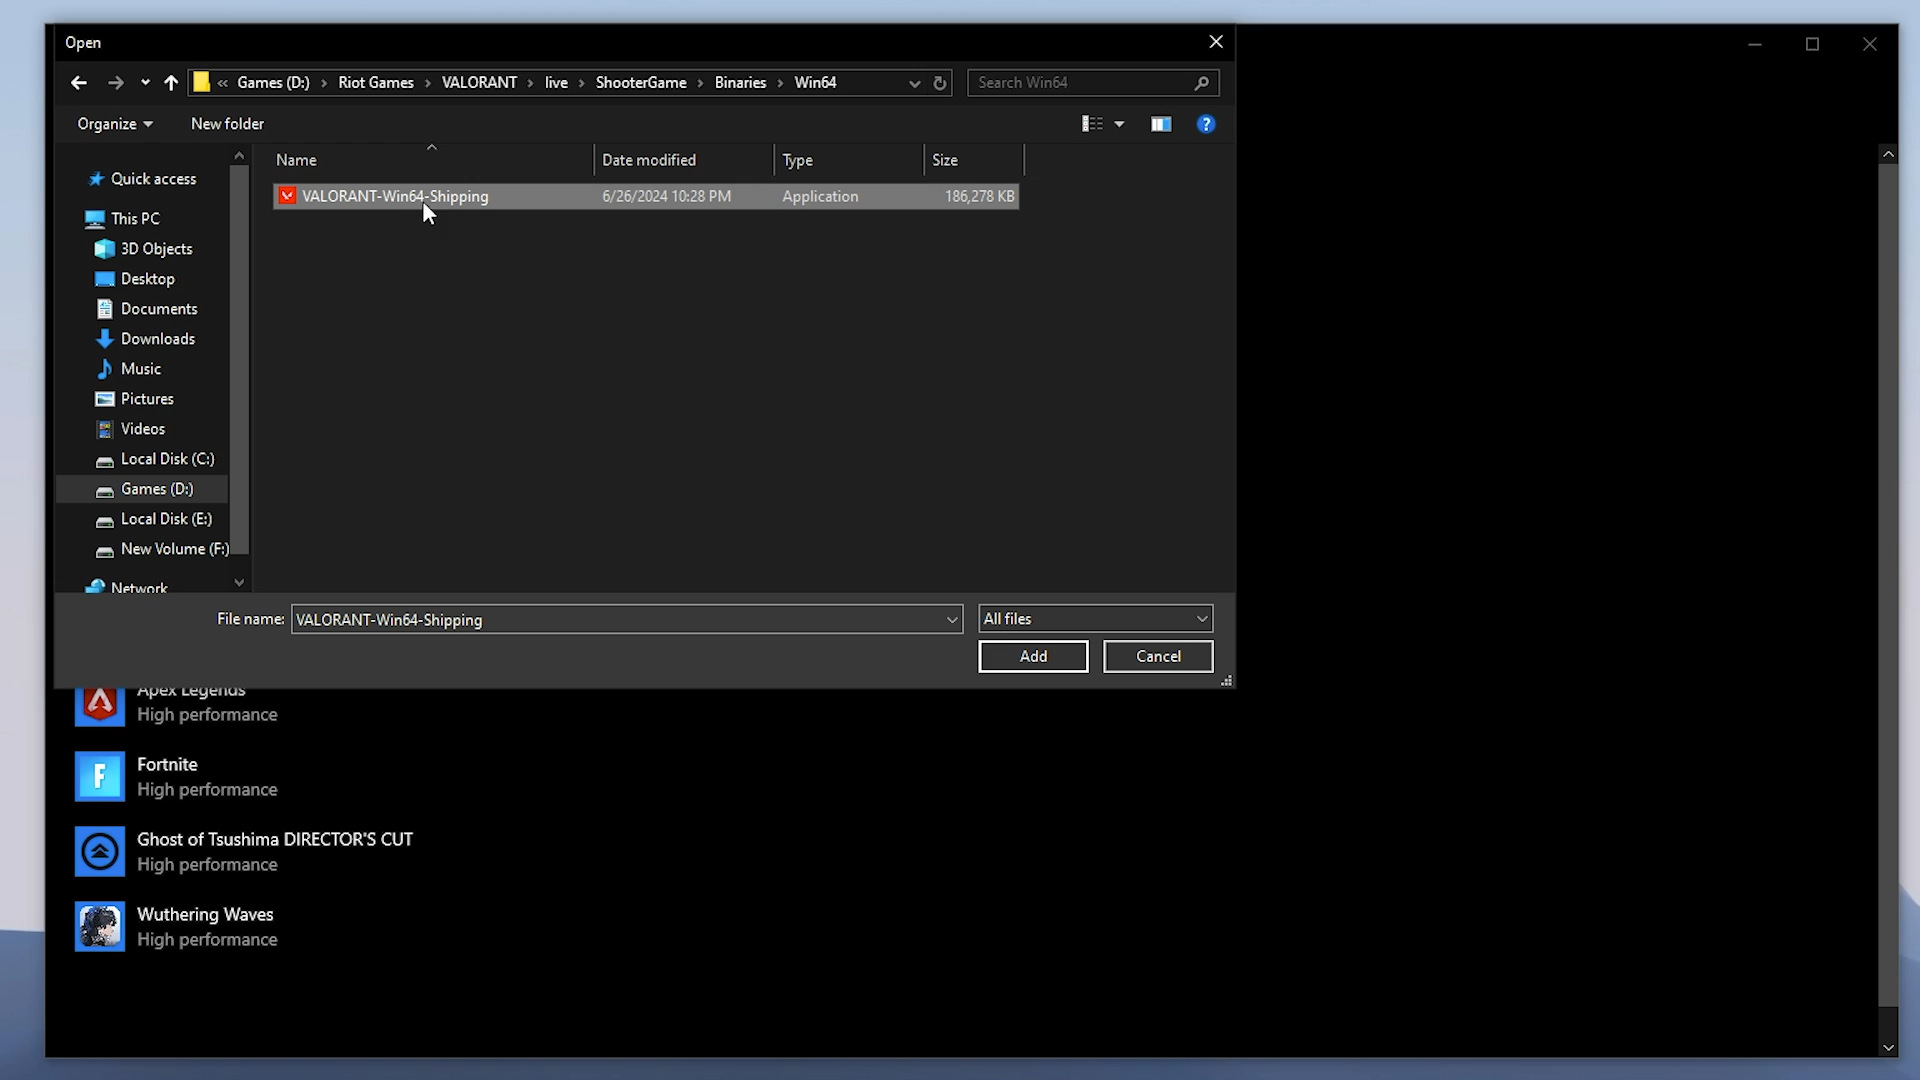 Open
« Games (D:) › Riot Games › VALORANT › live › ShooterGame › Binaries › Win64
Search Win64
Organize
New folder
Name Date modified Type Size
VALORANT-Win64-Shipping 6/26/2024 10:28 PM Application 186,278 KB
Quick access
This PC
3D Objects
Desktop
Documents
Downloads
Music
Pictures
Videos
Local Disk (C:)
Games (D:)
Local Disk (E:)
New Volume (F:)
Network
File name: VALORANT-Win64-Shipping
All files
Add
Cancel
Apex Legends
High performance
Fortnite
High performance
Ghost of Tsushima DIRECTOR'S CUT
High performance
Wuthering Waves
High performance